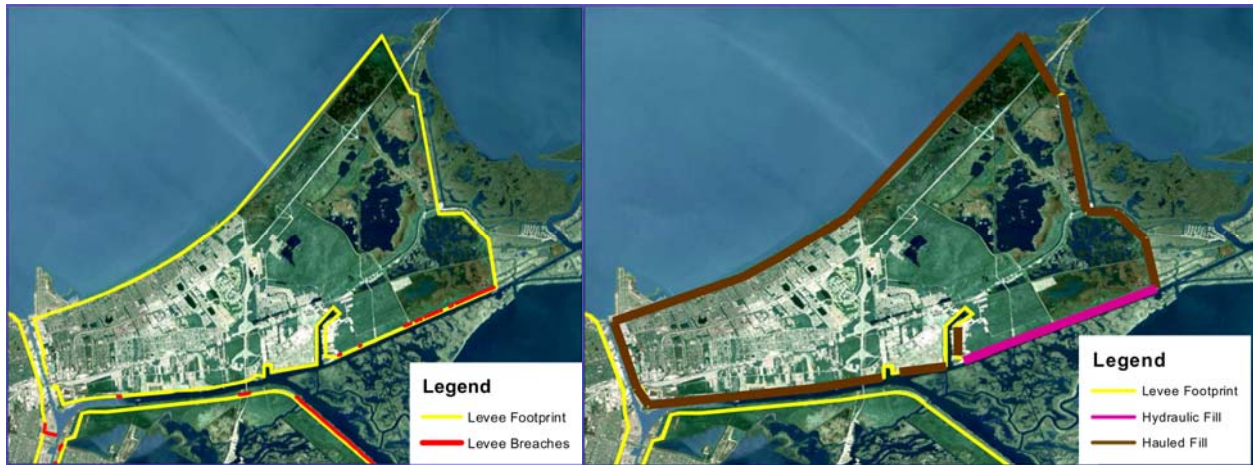 Legend
Levee Footprint
Levee Breaches
Legend
Levee Footprint
Hydraulic Fill
Hauled Fill